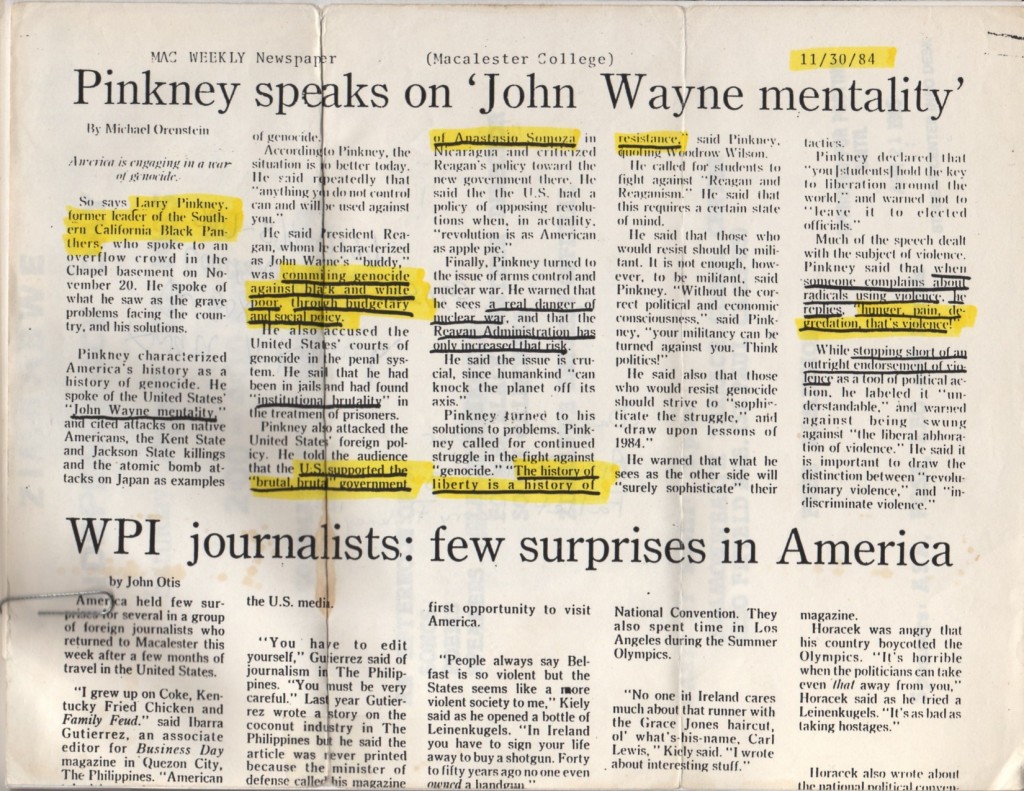 MAC WEEKLY Newspaper (Macalester College) 11/30/84
Pinkney speaks on 'John Wayne mentality'
By Michael Orenstein
America is engaging in a war
of genocide.
So says Larry Pinkney,
former leader of the South-
ern California Black Pan-
thers, who spoke to an
overflow crowd in the
Chapel basement on No-
vember 20. He spoke of
what he saw as the grave
problems facing the coun-
try, and his solutions.
Pinkney characterized
America's history as a
history of genocide. He
spoke of the United States'
"John Wayne mentality,"
and cited attacks on native
Americans, the Kent State
and Jackson State killings
and the atomic bomb at-
tacks on Japan as examples
of genocide.
According to Pinkney, the
situation is no better today.
He said repeatedly that
"anything you do not control
can and will be used against
you."
He said President Rea-
gan, whom he characterized
as John Wayne's "buddy,"
was commiting genocide
against black and white
poor, through budgetary
and social policy.
He also accused the
United States' courts of
genocide in the penal sys-
tem. He said that he had
been in jails and had found
"institutional brutality" in
the treatment of prisoners.
Pinkney also attacked the
United States' foreign pol-
icy. He told the audience
that the U.S. supported the
"brutal, brutal" government
of Anastasio Somoza in
Nicaragua and criticized
Reagan's policy toward the
new government there. He
said the the U.S. had a
policy of opposing revolu-
tions when, in actuality,
"revolution is as American
as apple pie."
Finally, Pinkney turned to
the issue of arms control and
nuclear war. He warned that
he sees a real danger of
nuclear war, and that the
Reagan Administration has
only increased that risk.
He said the issue is cru-
cial, since humankind "can
knock the planet off its
axis."
Pinkney turned to his
solutions to problems. Pink-
ney called for continued
struggle in the fight against
"genocide." "The history of
liberty is a history of
resistance," said Pinkney,
quoting Woodrow Wilson.
He called for students to
fight against "Reagan and
Reaganism." He said that
this requires a certain state
of mind.
He said that those who
would resist should be mili-
tant. It is not enough, how-
ever, to be militant, said
Pinkney. "Without the cor-
rect political and economic
consciousness," said Pink-
ney, "your militancy can be
turned against you. Think
politics!"
He said also that those
who would resist genocide
should strive to "sophis-
ticate the struggle," and
"draw upon lessons of
1984."
He warned that what he
sees as the other side will
"surely sophisticate" their
tactics.
Pinkney declared that
"you [students] hold the key
to liberation around the
world," and warned not to
"leave it to elected
officials."
Much of the speech dealt
with the subject of violence.
Pinkney said that when
someone complains about
radicals using violence, he
replies, "hunger, pain, de-
gredation, that's violence!"
While stopping short of an
outright endorsement of vio-
lence as a tool of political ac-
tion, he labeled it "un-
derstandable," and warned
against being swung
against "the liberal abhora-
tion of violence." He said it
is important to draw the
distinction between "revolu-
tionary violence," and "in-
discriminate violence."
WPI journalists: few surprises in America
by John Otis
America held few sur-
prises for several in a group
of foreign journalists who
returned to Macalester this
week after a few months of
travel in the United States.
"I grew up on Coke, Ken-
tucky Fried Chicken and
Family Feud." said Ibarra
Gutierrez, an associate
editor for Business Day
magazine in Quezon City,
The Philippines. "American
the U.S. media.
"You have to edit
yourself," Gutierrez said of
journalism in The Philip-
pines. "You must be very
careful." Last year Gutier-
rez wrote a story on the
coconut industry in The
Philippines but he said the
article was never printed
because the minister of
defense called his magazine
first opportunity to visit
America.
"People always say Bel-
fast is so violent but the
States seems like a more
violent society to me," Kiely
said as he opened a bottle of
Leinenkugels. "In Ireland
you have to sign your life
away to buy a shotgun. Forty
to fifty years ago no one even
owned a handgun."
National Convention. They
also spent time in Los
Angeles during the Summer
Olympics.
"No one in Ireland cares
much about that runner with
the Grace Jones haircut,
ol' what's-his-name, Carl
Lewis," Kiely said. "I wrote
about interesting stuff."
magazine.
Horacek was angry that
his country boycotted the
Olympics. "It's horrible
when the politicians can take
even that away from you,"
Horacek said as he tried a
Leinenkugels. "It's as bad as
taking hostages."
Horacek also wrote about
the national political conven-